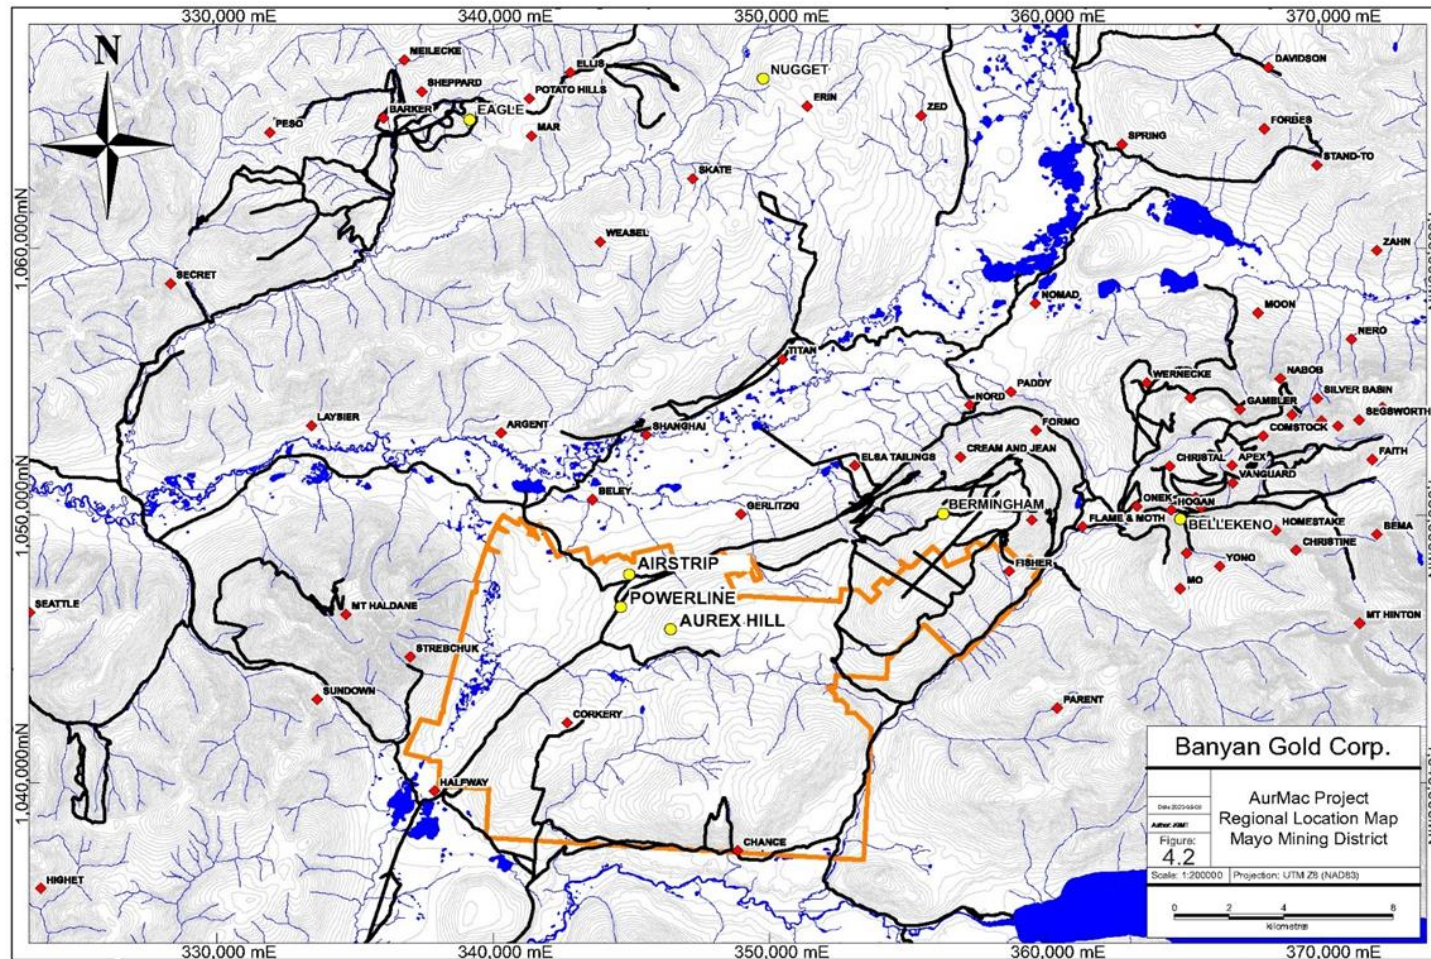 330,000 mE
340,000 mE
350,000 mE
360,000 mE
370,000 mE
N
MEILECKE
ELLIS
NUGGET
DAVIDSON
SHEPPARD
POTATO HILLS
ERIN
BARKER
EAGLE
ZED
PESO
MAR
FORBES
SPRING
STAND-TO
SKATE
WEASEL
ZAHN
1,060,000mN
SECRET
NOMAD
MOON
NERO
TITAN
WERNECKE
NABOB
PADDY
SILVER BASIN
NORD
GAMBLER
SEGSWORTH
LAYSIER
ARGENT
SHANGHAI
FORMO
COMSTOCK
CREAM AND JEAN
ELSA TAILINGS
CHRISTAL
APEX
FAITH
VANGUARD
1,050,000mN
BELEY
GERLITZKI
BERMINGHAM
ONEK
HOGAN
FLAME & MOTH
BELLEKENO
HOMESTAKE
BEMA
CHRISTINE
AIRSTRIP
FISHER
YONO
MO
POWERLINE
SEATTLE
MT HALDANE
AUREX HILL
MT HINTON
STREBCHUK
SUNDOWN
CORKERY
PARENT
1,040,000mN
HALFWAY
CHANCE
HIGHET
Banyan Gold Corp.
AurMac Project
Regional Location Map
Mayo Mining District
Figure:
4.2
Scale: 1:200000
Projection: UTM Z8 (NAD83)
0 2 4 8
kilometres
330,000 mE
340,000 mE
350,000 mE
360,000 mE
370,000 mE